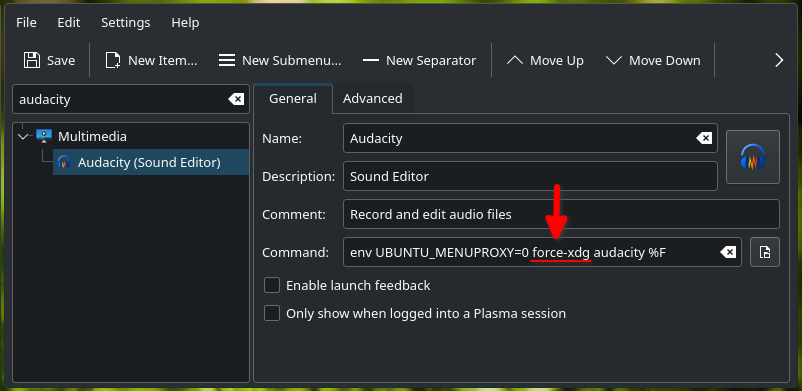 File Edit Settings Help
Save New Item... New Submenu... New Separator Move Up Move Down
audacity
General Advanced
Multimedia
Audacity (Sound Editor)
Name: Audacity
Description: Sound Editor
Comment: Record and edit audio files
Command: env UBUNTU_MENUPROXY=0 force-xdg audacity %F
Enable launch feedback
Only show when logged into a Plasma session